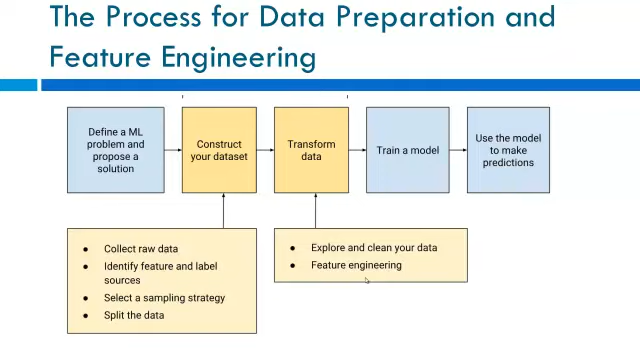 The Process for Data Preparation and
Feature Engineering
Define a ML
problem and
propose a
solution
Construct
your dataset
Transform
data
Train a model
Use the model
to make
predictions
● Collect raw data
● Identify feature and label
sources
● Select a sampling strategy
● Split the data
● Explore and clean your data
● Feature engineering